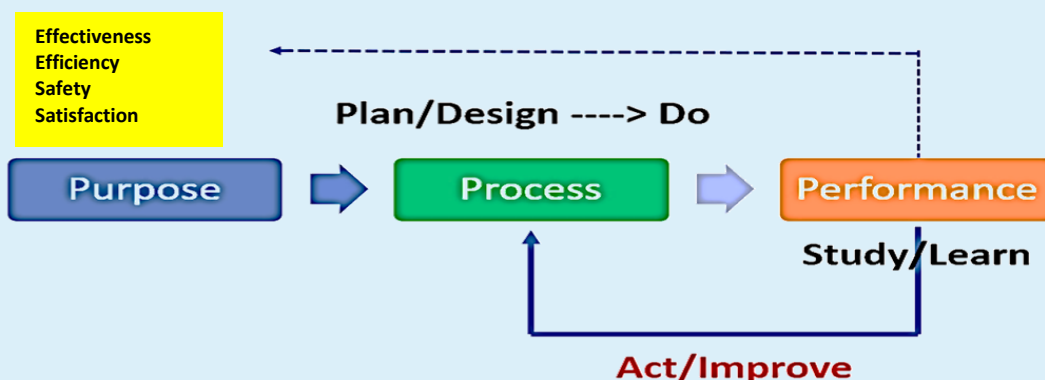 Effectiveness
Efficiency
Safety
Satisfaction
Plan/Design ----> Do
Purpose
Process
Performance
Study/Learn
Act/Improve